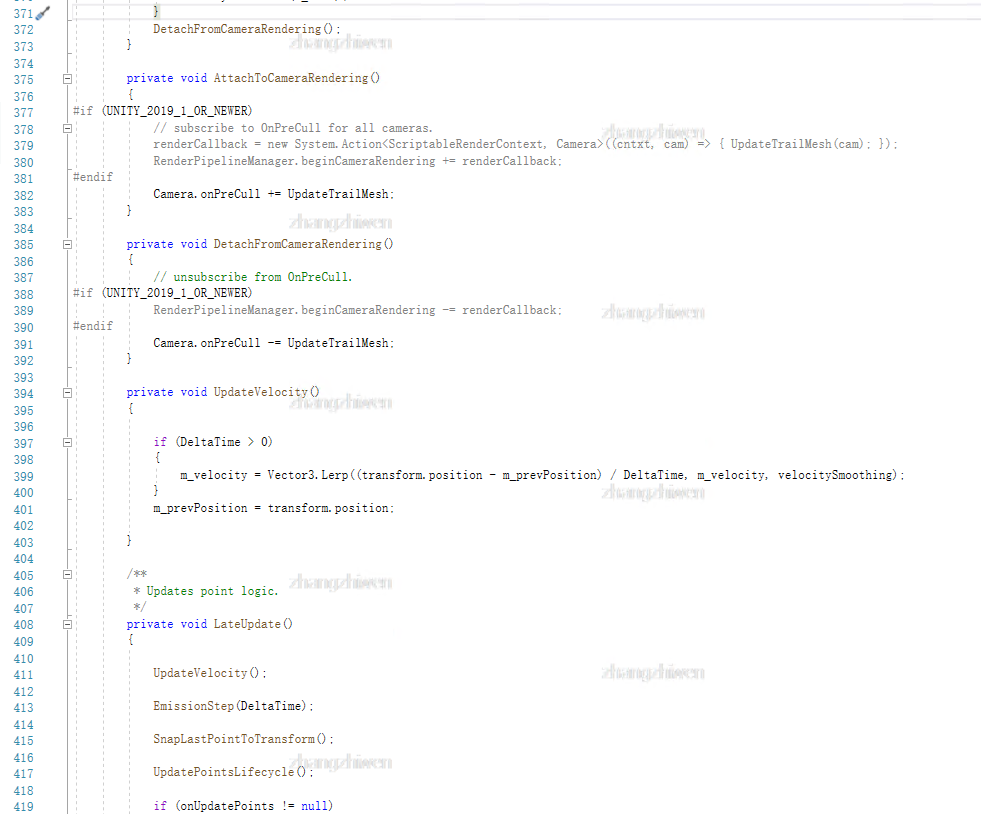 371 }
372 DetachFromCameraRendering();
373 }
374
375 private void AttachToCameraRendering()
376 {
377 #if (UNITY_2019_1_OR_NEWER)
378 // subscribe to OnPreCull for all cameras.
379 renderCallback = new System.Action<ScriptableRenderContext, Camera>((cntxt, cam) => { UpdateTrailMesh(cam); });
380 RenderPipelineManager.beginCameraRendering += renderCallback;
381 #endif
382 Camera.onPreCull += UpdateTrailMesh;
383 }
384
385 private void DetachFromCameraRendering()
386 {
387 // unsubscribe from OnPreCull.
388 #if (UNITY_2019_1_OR_NEWER)
389 RenderPipelineManager.beginCameraRendering -= renderCallback;
390 #endif
391 Camera.onPreCull -= UpdateTrailMesh;
392 }
393
394 private void UpdateVelocity()
395 {
396
397 if (DeltaTime > 0)
398 {
399 m_velocity = Vector3.Lerp((transform.position - m_prevPosition) / DeltaTime, m_velocity, velocitySmoothing);
400 }
401 m_prevPosition = transform.position;
402
403 }
404
405 /**
406 * Updates point logic.
407 */
408 private void LateUpdate()
409 {
410
411 UpdateVelocity();
412
413 EmissionStep(DeltaTime);
414
415 SnapLastPointToTransform();
416
417 UpdatePointsLifecycle();
418
419 if (onUpdatePoints != null)